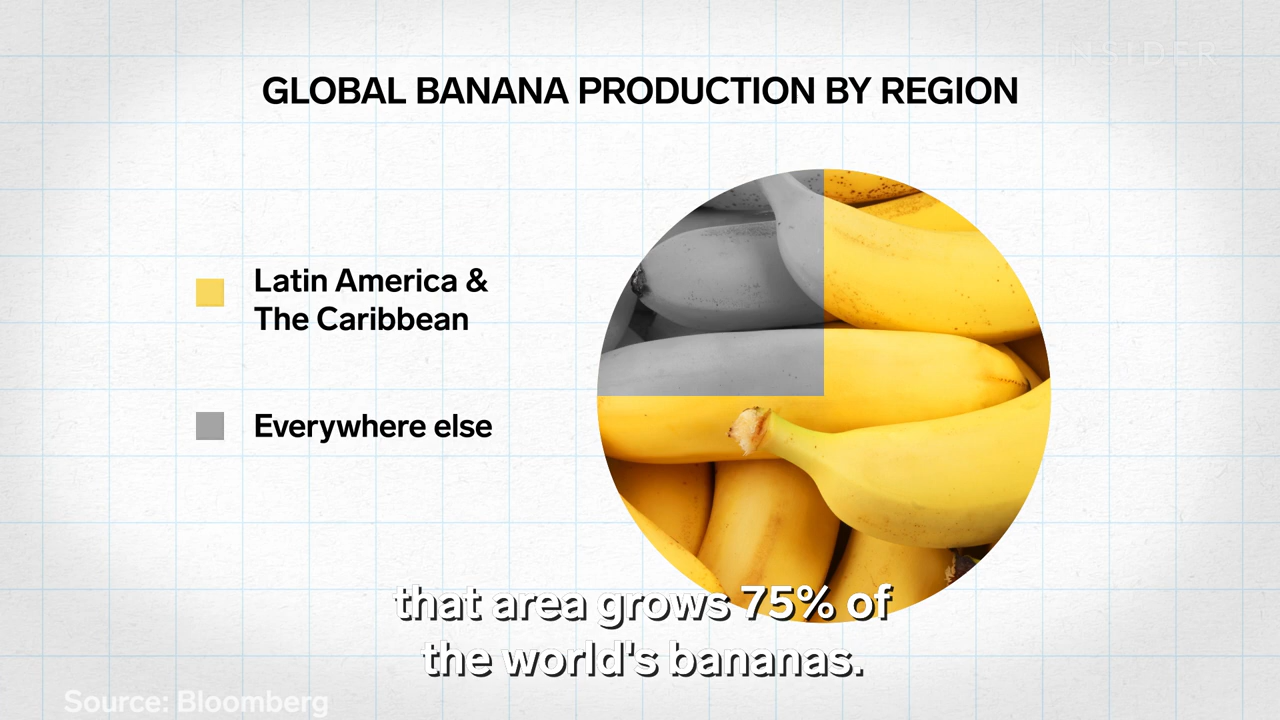 INSIDER
GLOBAL BANANA PRODUCTION BY REGION
Latin America &
The Caribbean
Everywhere else
that area grows 75% of
the world's bananas.
Source: Bloomberg